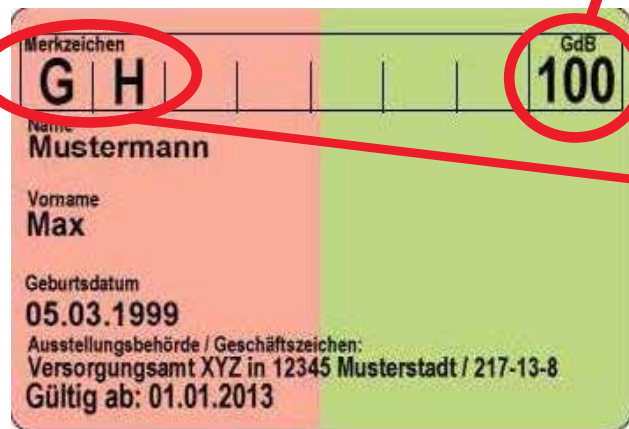 Merkzeichen GdB
G H 100
Name
Mustermann
Vorname
Max
Geburtsdatum
05.03.1999
Ausstellungsbehörde / Geschäftszeichen:
Versorgungsamt XYZ in 12345 Musterstadt / 217-13-8
Gültig ab: 01.01.2013